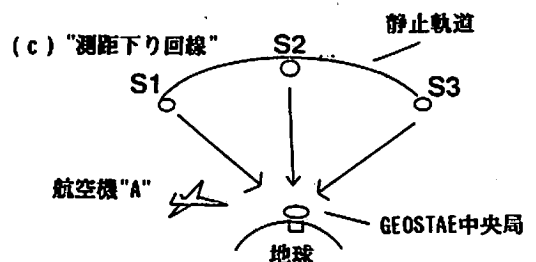 (c) "測距下り回線"
静止軌道
S2
S1
S3
航空機"A"
GEOSTAE中央局
地球